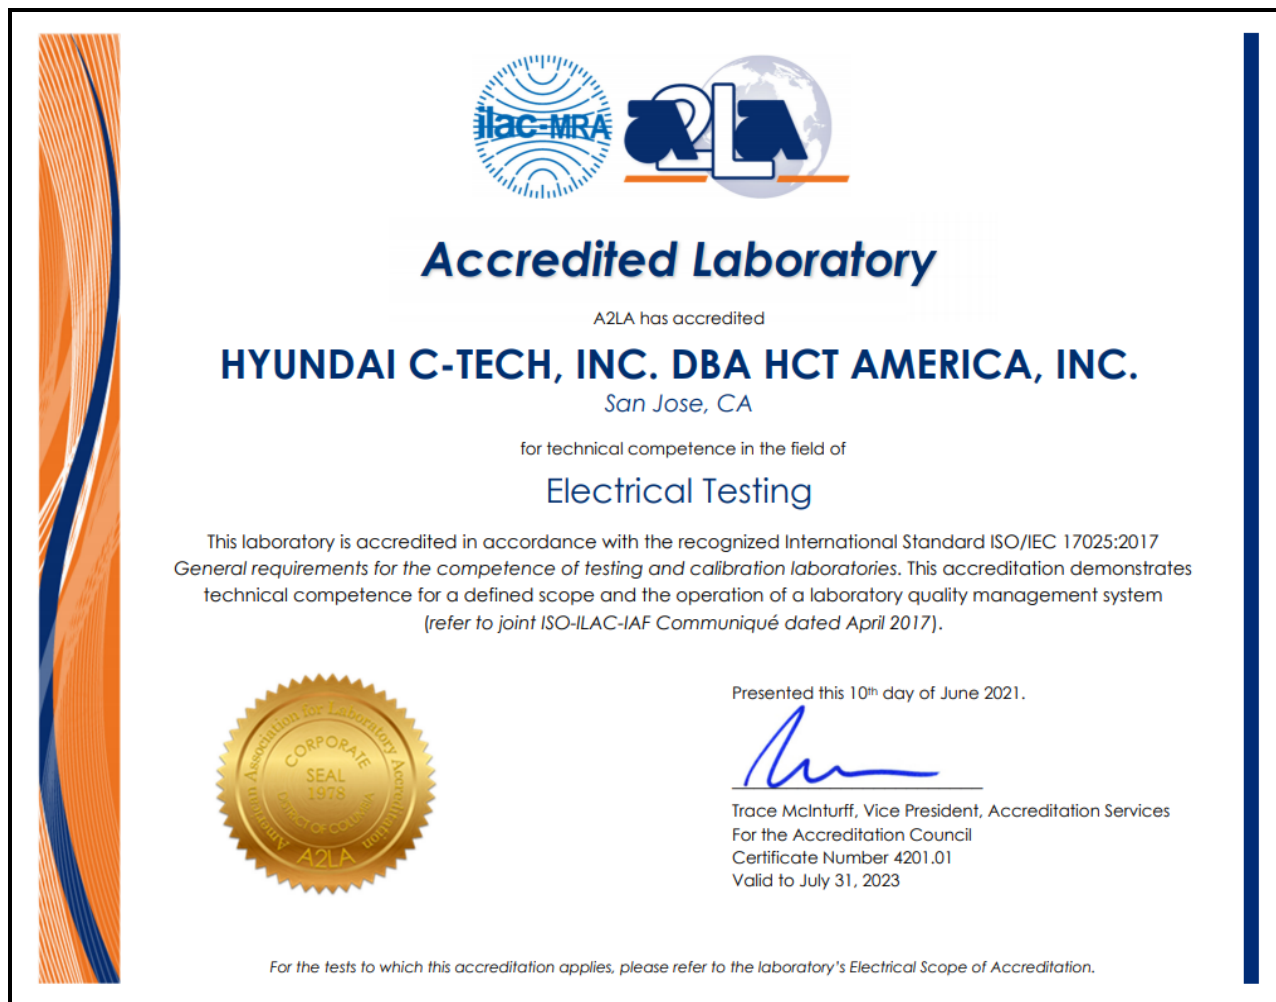 ilac-MRA
A2LA
Accredited Laboratory
A2LA has accredited
HYUNDAI C-TECH, INC. DBA HCT AMERICA, INC.
San Jose, CA
for technical competence in the field of
Electrical Testing
This laboratory is accredited in accordance with the recognized International Standard ISO/IEC 17025:2017
General requirements for the competence of testing and calibration laboratories. This accreditation demonstrates
technical competence for a defined scope and the operation of a laboratory quality management system
(refer to joint ISO-ILAC-IAF Communiqué dated April 2017).
American Association for Laboratory Accreditation
CORPORATE
SEAL
1978
DISTRICT OF COLUMBIA
A2LA
Presented this 10th day of June 2021.
Trace McInturff, Vice President, Accreditation Services
For the Accreditation Council
Certificate Number 4201.01
Valid to July 31, 2023
For the tests to which this accreditation applies, please refer to the laboratory's Electrical Scope of Accreditation.